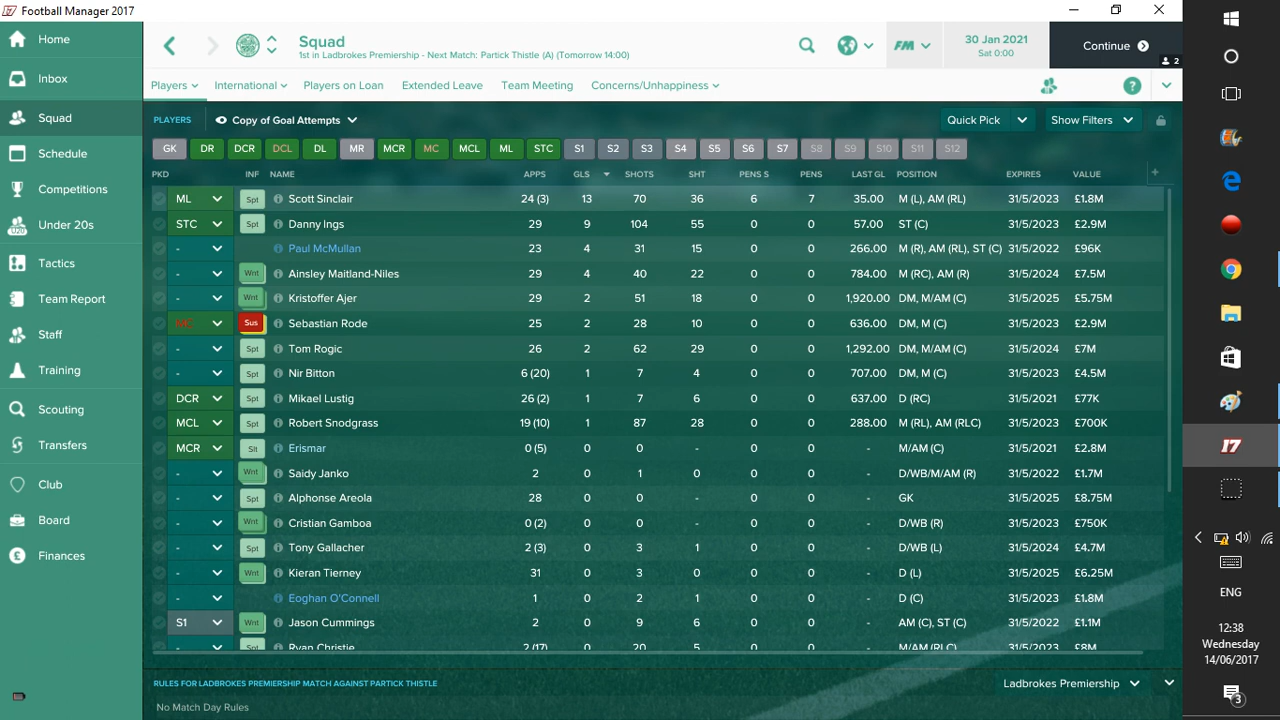 17 Football Manager 2017
Home
Inbox
Squad
Schedule
Competitions
U20 Under 20s
Tactics
Team Report
Staff
Training
Scouting
Transfers
Club
Board
£ Finances
Squad
1st in Ladbrokes Premiership - Next Match: Partick Thistle (A) (Tomorrow 14:00)
FM
30 Jan 2021
Sat 0:00
Continue
2
Players International Players on Loan Extended Leave Team Meeting Concerns/Unhappiness ?
PLAYERS Copy of Goal Attempts Quick Pick Show Filters
GK DR DCR DCL DL MR MCR MC MCL ML STC S1 S2 S3 S4 S5 S6 S7 S8 S9 S10 S11 S12
PKD INF NAME APPS GLS SHOTS SHT PENS S PENS LAST GL POSITION EXPIRES VALUE +
ML Spt Scott Sinclair 24 (3) 13 70 36 6 7 35.00 M (L), AM (RL) 31/5/2023 £1.8M
STC Spt Danny Ings 29 9 104 55 0 0 57.00 ST (C) 31/5/2023 £2.9M
- Paul McMullan 23 4 31 15 0 0 266.00 M (R), AM (RL), ST (C) 31/5/2022 £96K
- Wnt Ainsley Maitland-Niles 29 4 40 22 0 0 784.00 M (RC), AM (R) 31/5/2024 £7.5M
- Wnt Kristoffer Ajer 29 2 51 18 0 0 1,920.00 DM, M/AM (C) 31/5/2025 £5.75M
MC Sus Sebastian Rode 25 2 28 10 0 0 636.00 DM, M (C) 31/5/2023 £2.9M
- Spt Tom Rogic 26 2 62 29 0 0 1,292.00 DM, M/AM (C) 31/5/2024 £7M
- Spt Nir Bitton 6 (20) 1 7 4 0 0 707.00 DM, M (C) 31/5/2023 £4.5M
DCR Spt Mikael Lustig 26 (2) 1 7 6 0 0 637.00 D (RC) 31/5/2021 £77K
MCL Spt Robert Snodgrass 19 (10) 1 87 28 0 0 288.00 M (RL), AM (RLC) 31/5/2023 £700K
MCR Slt Erismar 0 (5) 0 0 - 0 0 - M/AM (C) 31/5/2021 £2.8M
- Wnt Saidy Janko 2 0 1 0 0 0 - D/WB/M/AM (R) 31/5/2022 £1.7M
- Spt Alphonse Areola 28 0 0 - 0 0 - GK 31/5/2025 £8.75M
- Wnt Cristian Gamboa 0 (2) 0 0 - 0 0 - D/WB (R) 31/5/2023 £750K
- Spt Tony Gallacher 2 (3) 0 3 1 0 0 - D/WB (L) 31/5/2024 £4.7M
- Wnt Kieran Tierney 31 0 3 0 0 0 - D (L) 31/5/2025 £6.25M
- Eoghan O'Connell 1 0 2 1 0 0 - D (C) 31/5/2023 £1.8M
S1 Wnt Jason Cummings 2 0 9 6 0 0 - AM (C), ST (C) 31/5/2022 £1.1M
- Spt Ryan Christie 2 (17) 0 20 5 0 0 - M/AM (RLC) 31/5/2023 £8M
RULES FOR LADBROKES PREMIERSHIP MATCH AGAINST PARTICK THISTLE Ladbrokes Premiership
No Match Day Rules
17
ENG
12:38
Wednesday
14/06/2017
3